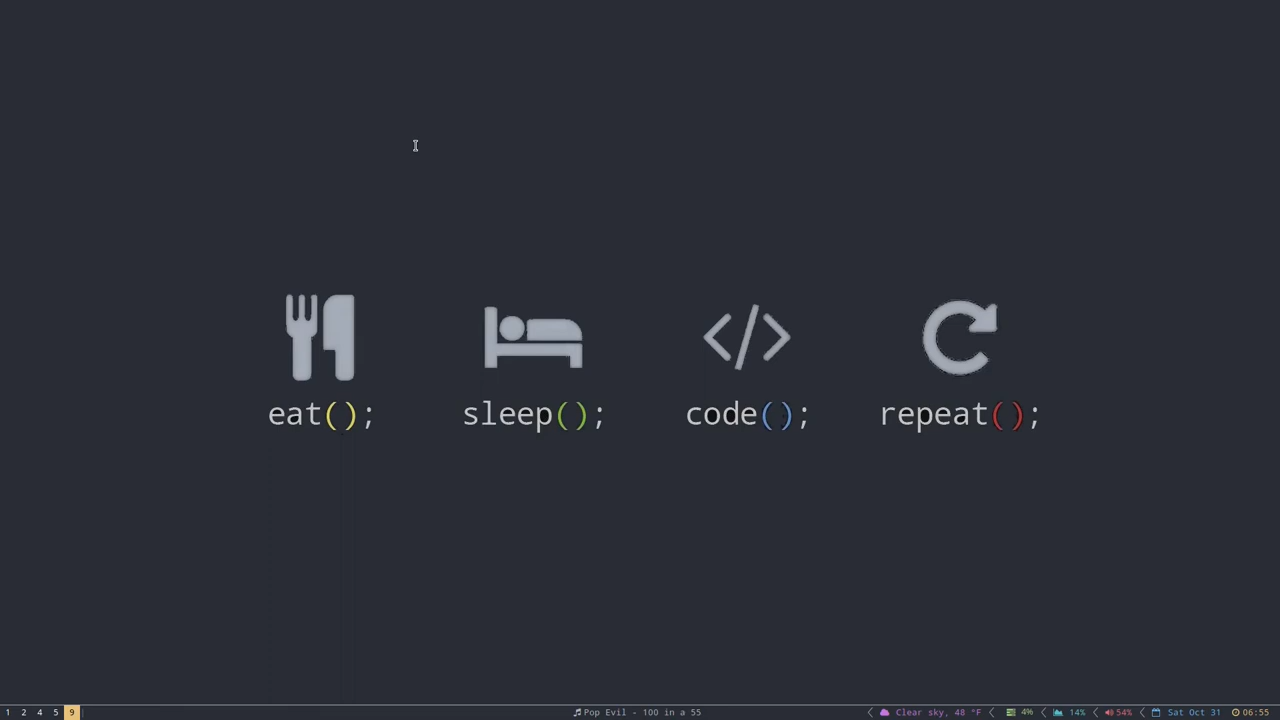 eat(); sleep(); code(); repeat();
1 2 4 5 9 Pop Evil - 100 in a 55 Clear sky, 48 °F 4% 14% 54% Sat Oct 31 06:55